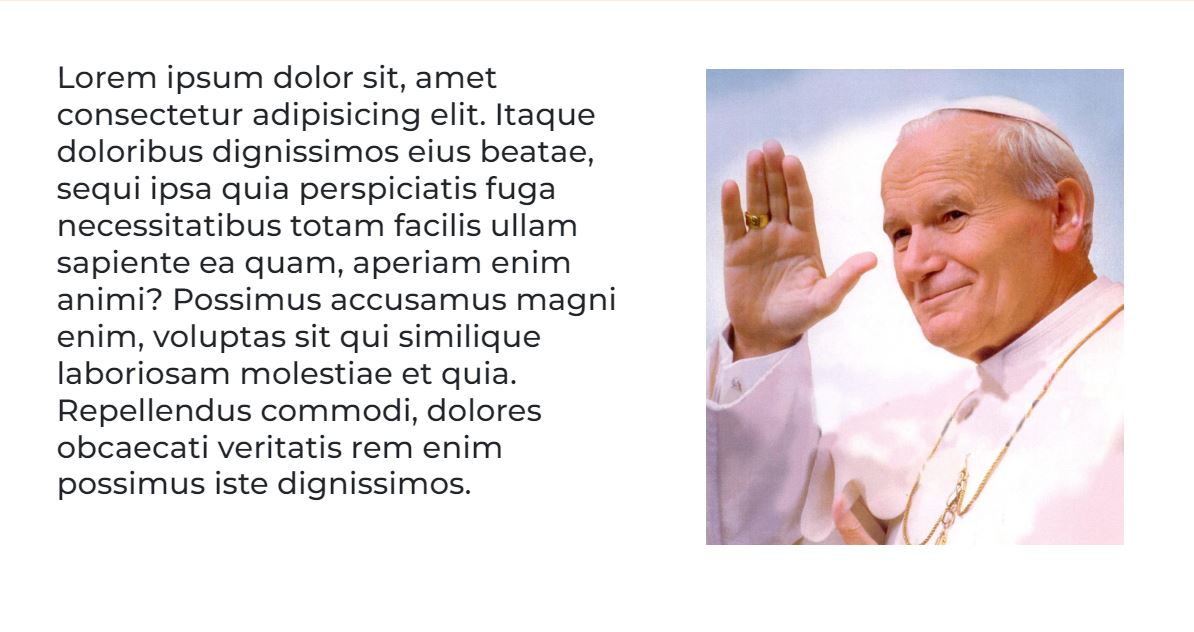 Lorem ipsum dolor sit, amet
consectetur adipisicing elit. Itaque
doloribus dignissimos eius beatae,
sequi ipsa quia perspiciatis fuga
necessitatibus totam facilis ullam
sapiente ea quam, aperiam enim
animi? Possimus accusamus magni
enim, voluptas sit qui similique
laboriosam molestiae et quia.
Repellendus commodi, dolores
obcaecati veritatis rem enim
possimus iste dignissimos.